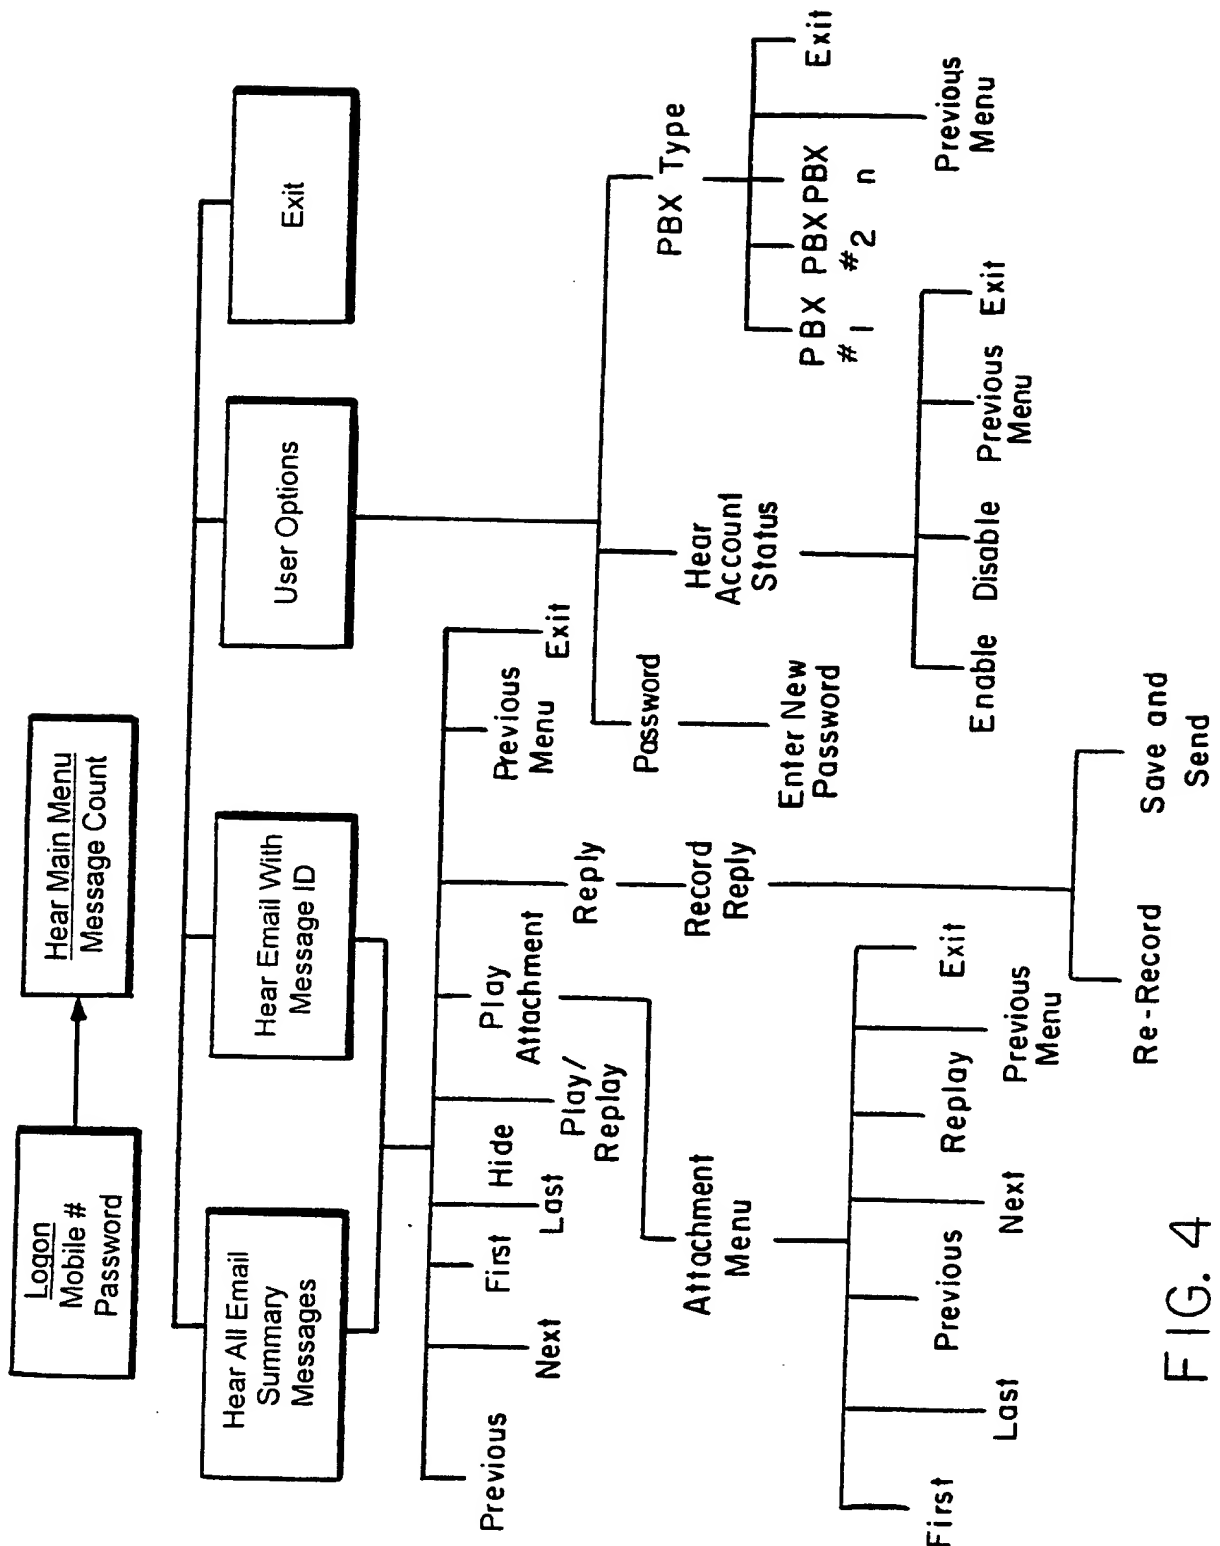 Logon
Mobile #
Password
Hear Main Menu
Message Count
Hear All Email
Summary
Messages
Hear Email With
Message ID
User Options
Exit
Previous
Next
First
Last
Hide
Play/
Replay
Play
Attachment
Reply
Record
Reply
Re-Record
Save and
Send
Previous
Menu
Exit
Attachment
Menu
First
Last
Previous
Next
Replay
Previous
Menu
Exit
Password
Enter New
Password
Hear
Account
Status
Enable
Disable
Previous
Menu
Exit
PBX Type
PBX
#1
PBX
#2
PBX
n
Previous
Menu
Exit
FIG. 4